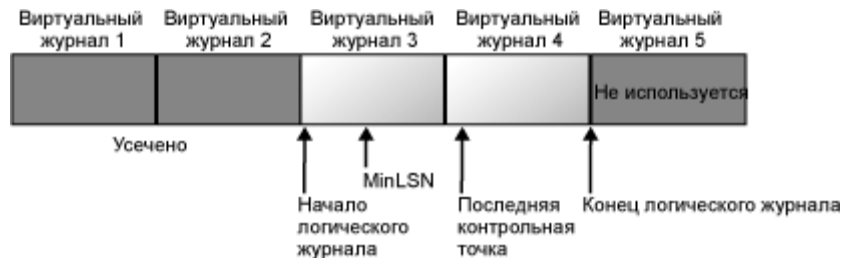 Виртуальный журнал 1
Виртуальный журнал 2
Виртуальный журнал 3
Виртуальный журнал 4
Виртуальный журнал 5
Не используется
Усечено
MinLSN
Начало
логического
журнала
Последняя
контрольная
точка
Конец логического журнала